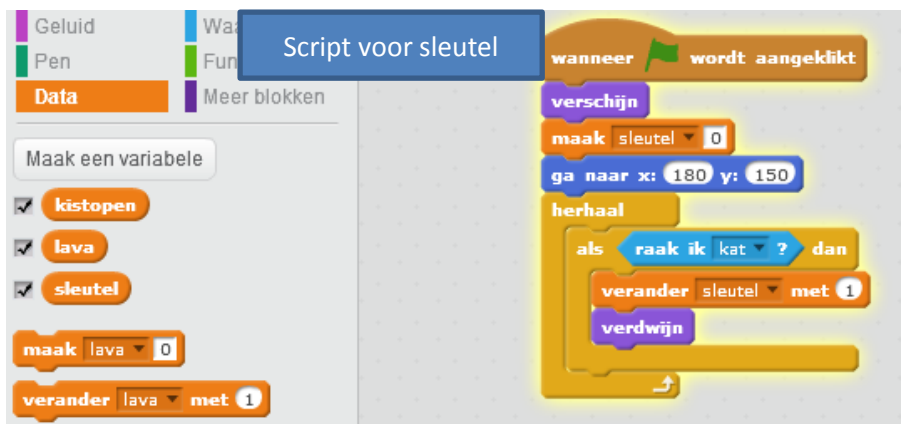 Geluid
Pen
Data
Meer blokken
Maak een variabele
kistopen
lava
sleutel
maak lava 0
verander lava met 1
Script voor sleutel
wanneer wordt aangeklikt
verschijn
maak sleutel 0
ga naar x: 180 y: 150
herhaal
als raak ik kat ? dan
verander sleutel met 1
verdwijn